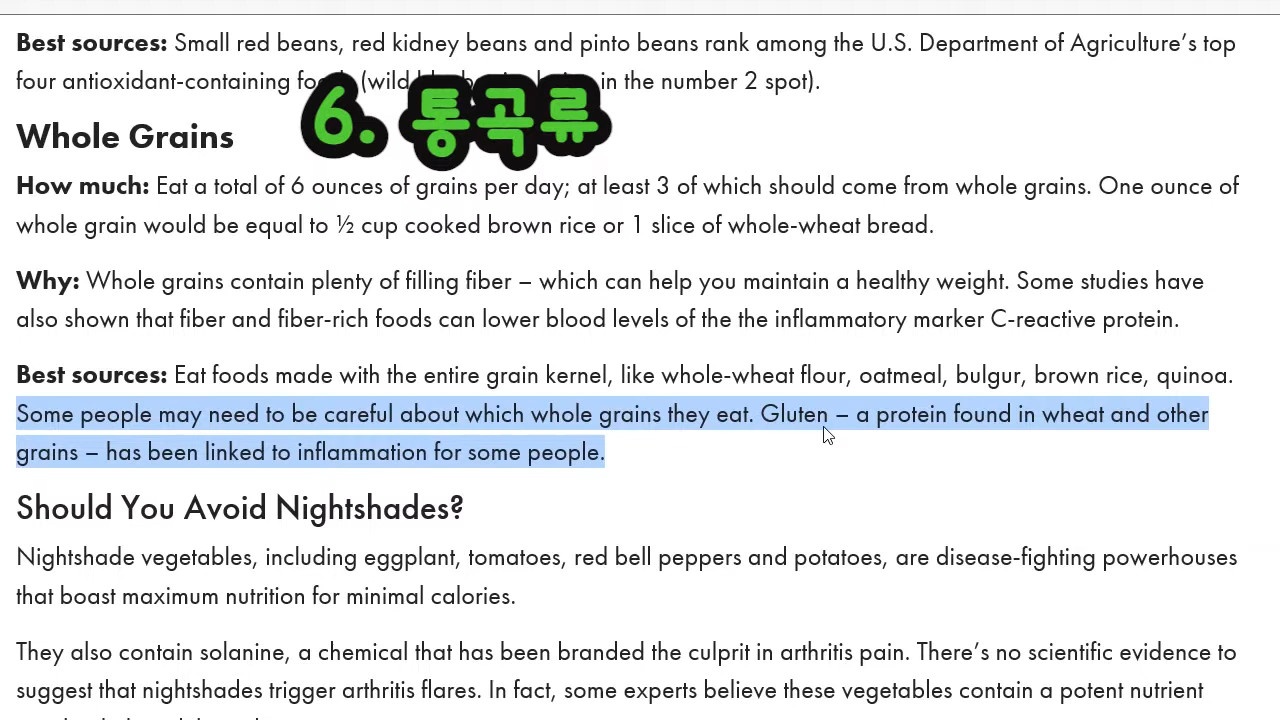 Best sources: Small red beans, red kidney beans and pinto beans rank among the U.S. Department of Agriculture’s top
four antioxidant-containing (wild in the number 2 spot).
6. 통곡류
Whole Grains
How much: Eat a total of 6 ounces of grains per day; at least 3 of which should come from whole grains. One ounce of
whole grain would be equal to ½ cup cooked brown rice or 1 slice of whole-wheat bread.
Why: Whole grains contain plenty of filling fiber – which can help you maintain a healthy weight. Some studies have
also shown that fiber and fiber-rich foods can lower blood levels of the the inflammatory marker C-reactive protein.
Best sources: Eat foods made with the entire grain kernel, like whole-wheat flour, oatmeal, bulgur, brown rice, quinoa.
Some people may need to be careful about which whole grains they eat. Gluten – a protein found in wheat and other
grains – has been linked to inflammation for some people.
Should You Avoid Nightshades?
Nightshade vegetables, including eggplant, tomatoes, red bell peppers and potatoes, are disease-fighting powerhouses
that boast maximum nutrition for minimal calories.
They also contain solanine, a chemical that has been branded the culprit in arthritis pain. There’s no scientific evidence to
suggest that nightshades trigger arthritis flares. In fact, some experts believe these vegetables contain a potent nutrient